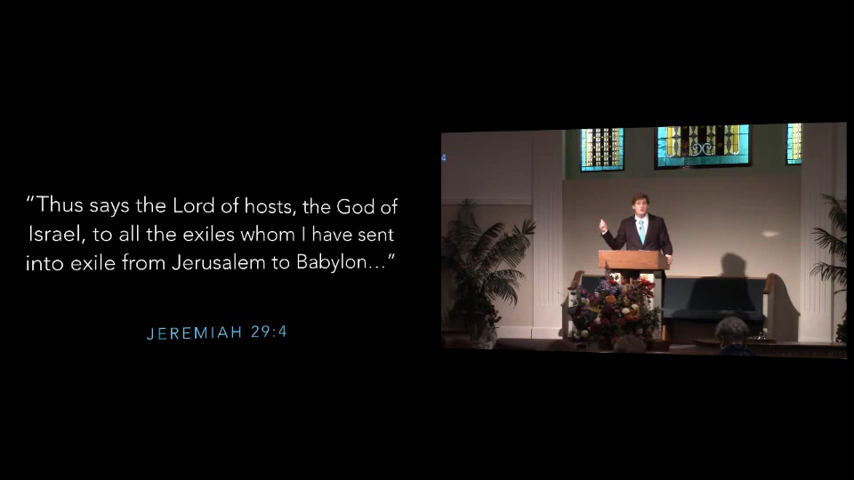 “Thus says the Lord of hosts, the God of
Israel, to all the exiles whom I have sent
into exile from Jerusalem to Babylon...”
JEREMIAH 29:4
4